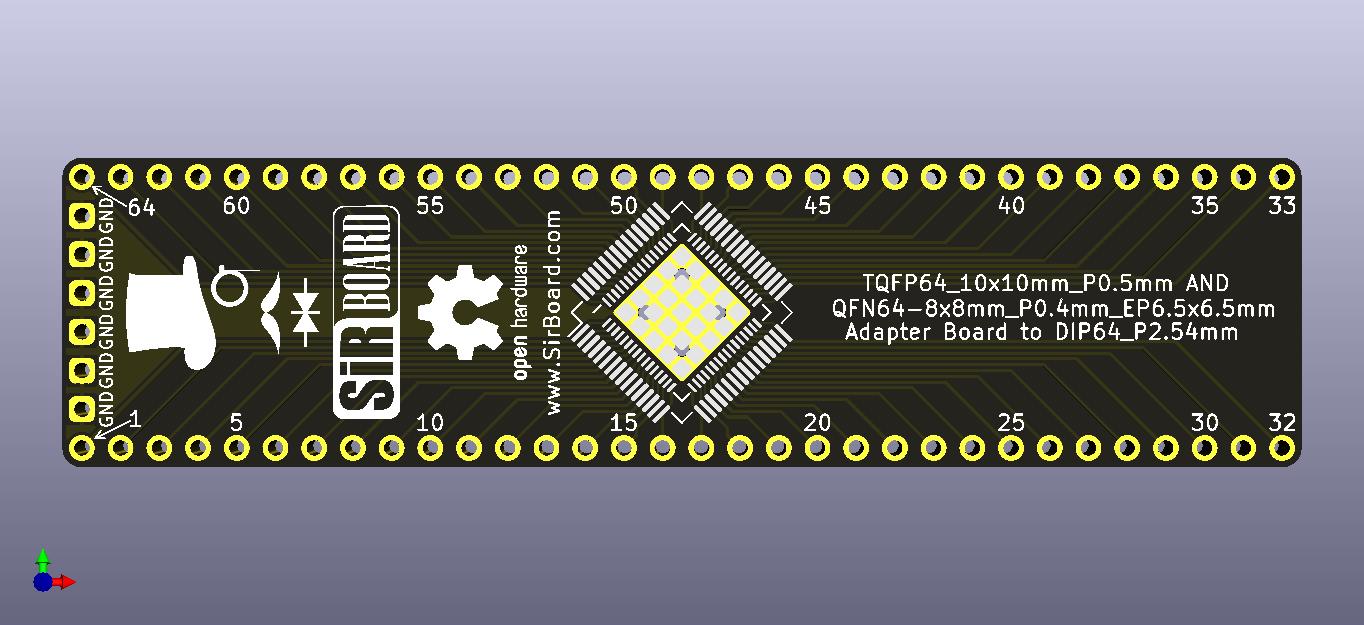 64
60
55
50
45
40
35
33
GND
GND
GND
GND
GND
GND
SiRBOARD
open hardware
www.SirBoard.com
TQFP64_10x10mm_P0.5mm AND
QFN64-8x8mm_P0.4mm_EP6.5x6.5mm
Adapter Board to DIP64_P2.54mm
1
5
10
15
20
25
30
32